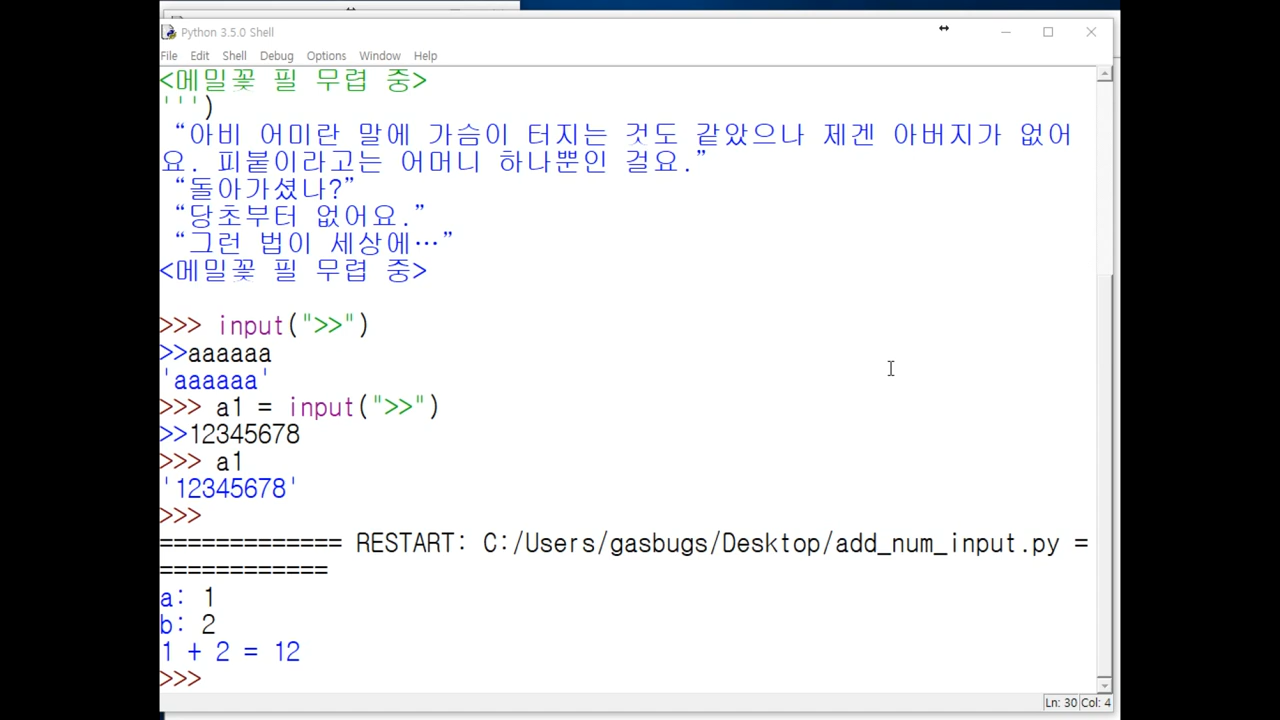 Python 3.5.0 Shell
File Edit Shell Debug Options Window Help
<메밀꽃 필 무렵 중>
''')
“아비 어미란 말에 가슴이 터지는 것도 같았으나 제겐 아버지가 없어
요. 피붙이라고는 어머니 하나뿐인 걸요.”
“돌아가셨나?”
“당초부터 없어요.”
“그런 법이 세상에…”
<메밀꽃 필 무렵 중>
>>> input(">>")
>>aaaaaa
'aaaaaa'
>>> a1 = input(">>")
>>12345678
>>> a1
'12345678'
>>>
============= RESTART: C:/Users/gasbugs/Desktop/add_num_input.py =
============
a: 1
b: 2
1 + 2 = 12
>>>
Ln: 30 Col: 4